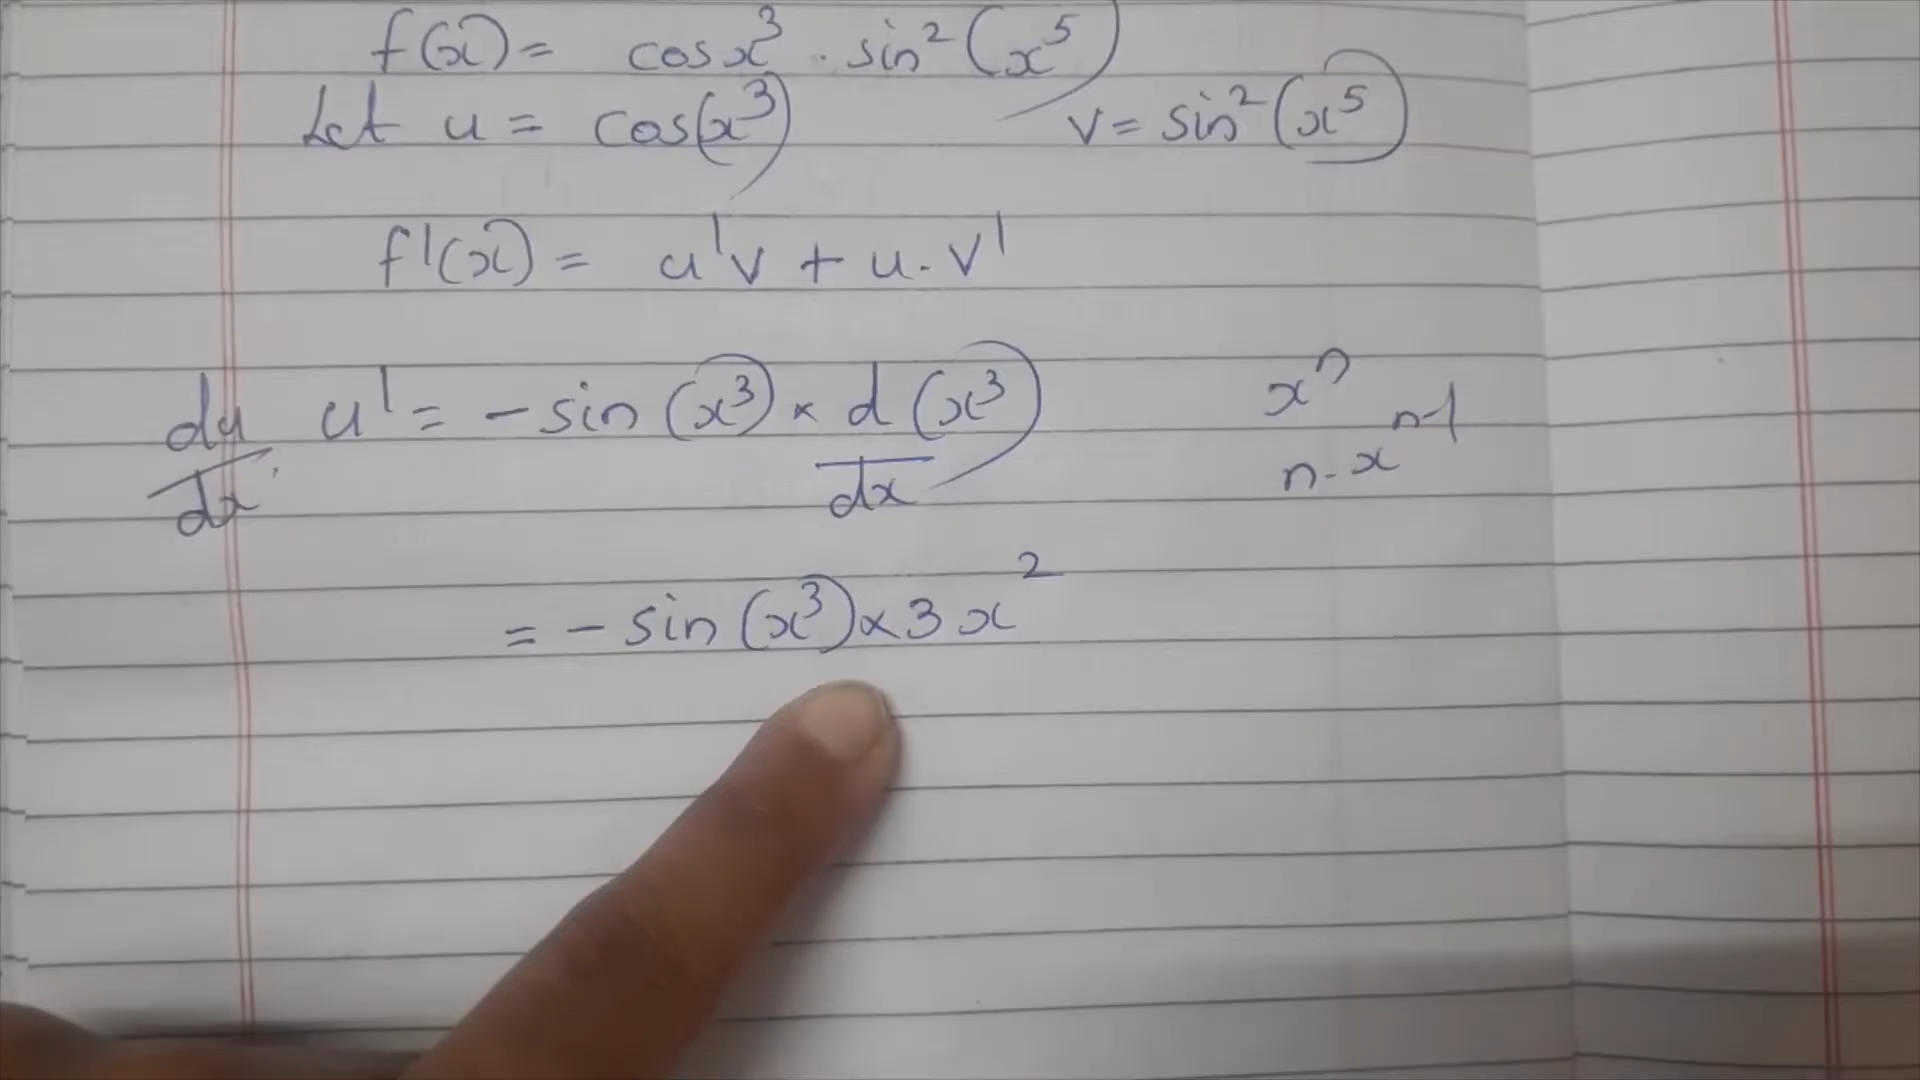 f(x) = cos x³ . sin² (x⁵)
Let u = cos(x³) v = sin² (x⁵)
f'(x) = u'v + u . v'
du/dx u' = - sin (x³) × d/dx (x³) xⁿ
n . xⁿ⁻¹
= - sin (x³) × 3x²